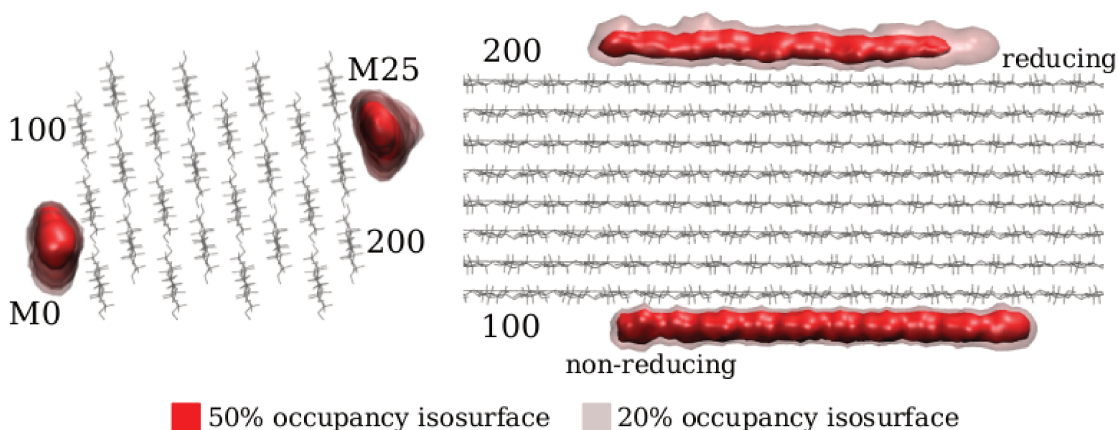 M25
100
200
M0
200
reducing
100
non-reducing
50% occupancy isosurface
20% occupancy isosurface